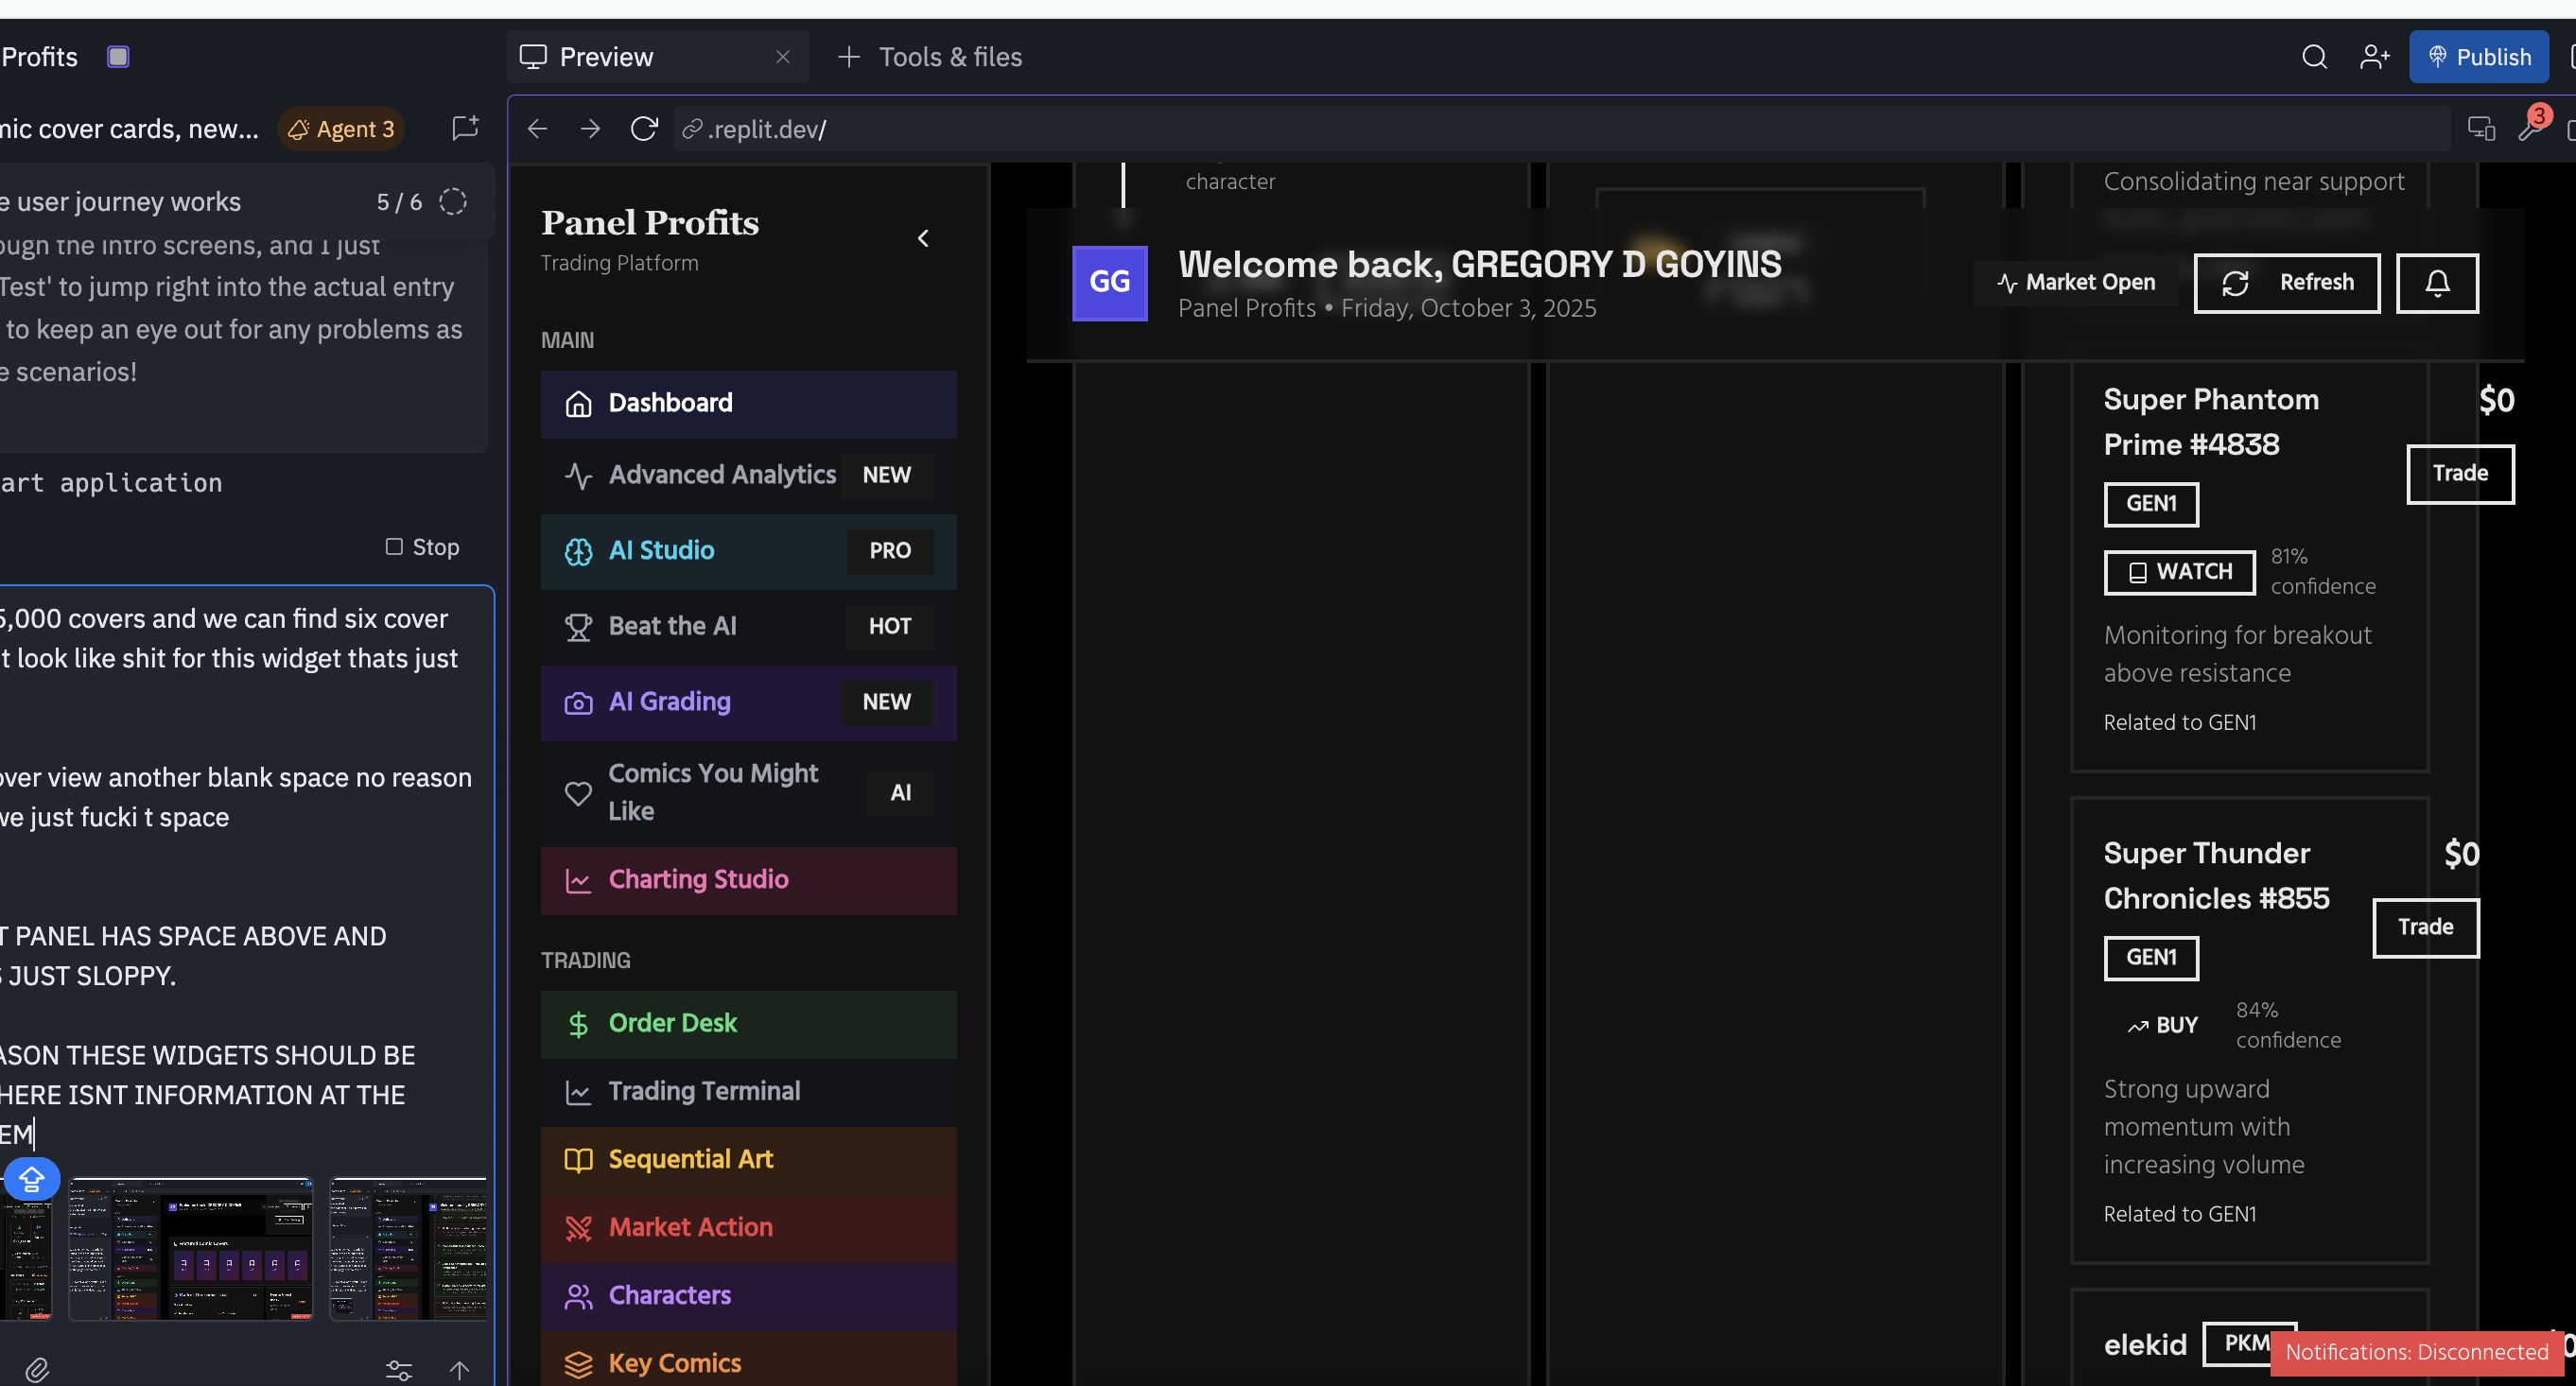 Profits
Preview
Tools & files
Publish
mic cover cards, new...
Agent 3
.replit.dev/
3
e user journey works
5 / 6
ough the intro screens, and I just
Test' to jump right into the actual entry
to keep an eye out for any problems as
e scenarios!
art application
Stop
5,000 covers and we can find six cover
t look like shit for this widget thats just
over view another blank space no reason
ve just fucki t space
T PANEL HAS SPACE ABOVE AND
S JUST SLOPPY.
ASON THESE WIDGETS SHOULD BE
HERE ISNT INFORMATION AT THE
EM
Panel Profits
Trading Platform
MAIN
Dashboard
Advanced Analytics NEW
AI Studio PRO
Beat the AI HOT
AI Grading NEW
Comics You Might
Like
AI
Charting Studio
TRADING
Order Desk
Trading Terminal
Sequential Art
Market Action
Characters
Key Comics
character
GG
Welcome back, GREGORY D GOYINS
Panel Profits • Friday, October 3, 2025
Market Open
Refresh
Consolidating near support
Super Phantom
Prime #4838
$0
Trade
GEN1
WATCH
81%
confidence
Monitoring for breakout
above resistance
Related to GEN1
Super Thunder
Chronicles #855
$0
Trade
GEN1
BUY
84%
confidence
Strong upward
momentum with
increasing volume
Related to GEN1
elekid
PKM
Notifications: Disconnected